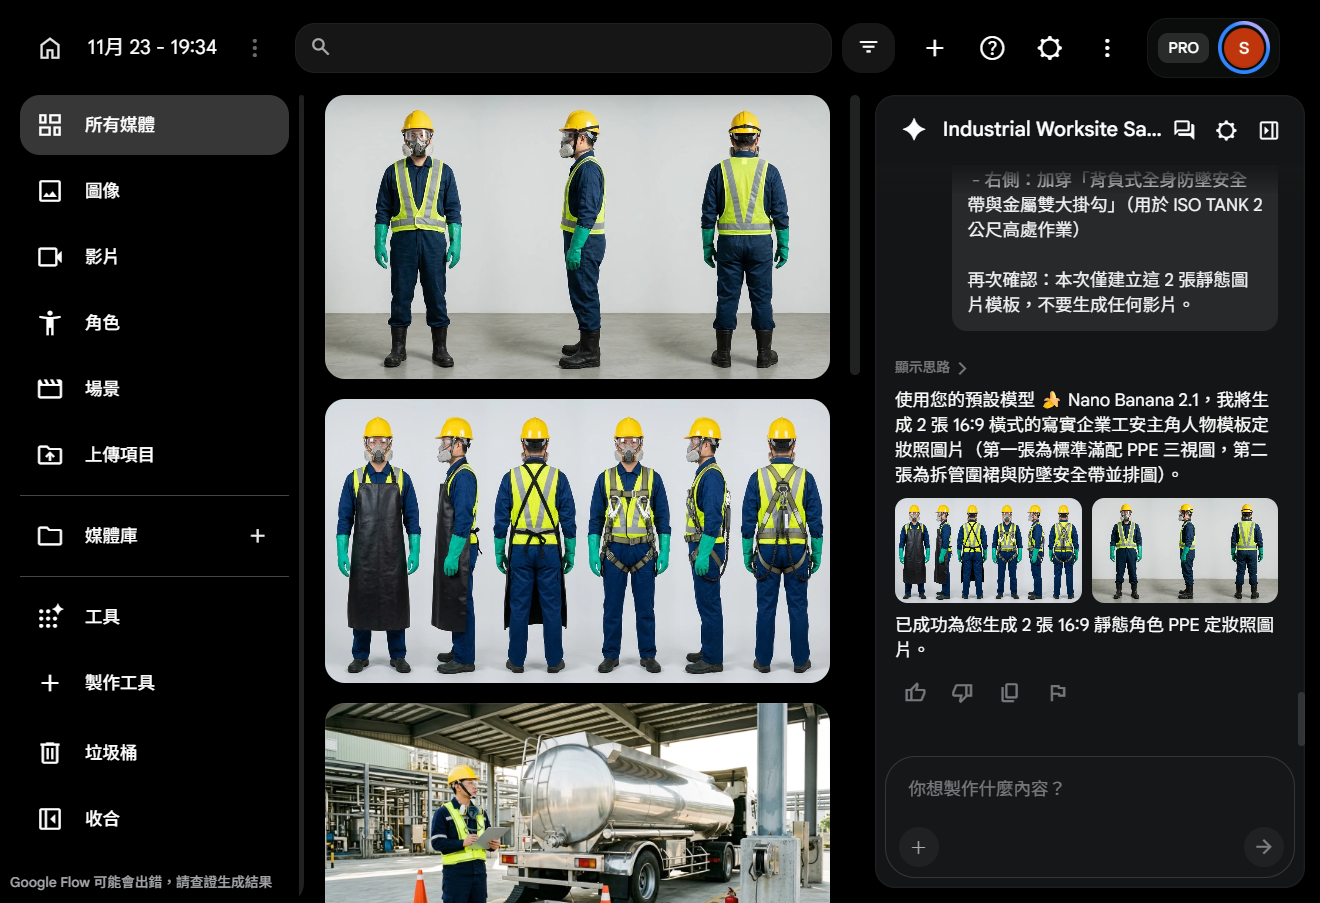 11月 23 - 19:34
PRO
S
所有媒體
圖像
影片
角色
場景
上傳項目
媒體庫
工具
製作工具
垃圾桶
收合
Google Flow 可能會出錯，請查證生成結果
Industrial Worksite Sa...
- 右側：加穿「背負式全身防墜安全
帶與金屬雙大掛勾」（用於 ISO TANK 2
公尺高處作業）
再次確認：本次僅建立這 2 張靜態圖
片模板，不要生成任何影片。
顯示思路
使用您的預設模型 🍌 Nano Banana 2.1，我將生
成 2 張 16:9 橫式的寫實企業工安主角人物模板定
妝照圖片（第一張為標準滿配 PPE 三視圖，第二
張為拆管圍裙與防墜安全帶並排圖）。
已成功為您生成 2 張 16:9 靜態角色 PPE 定妝照圖
片。
你想製作什麼內容？